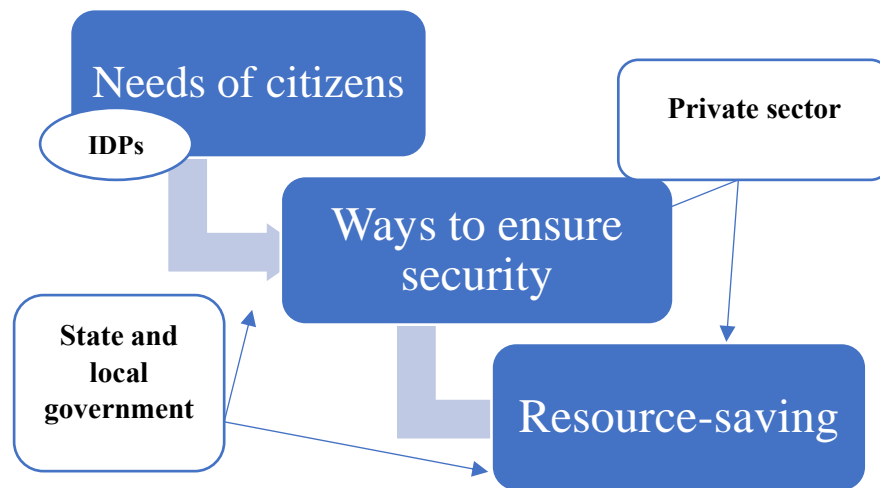 Needs of citizens
IDPs
Private sector
Ways to ensure
security
State and
local
government
Resource-saving